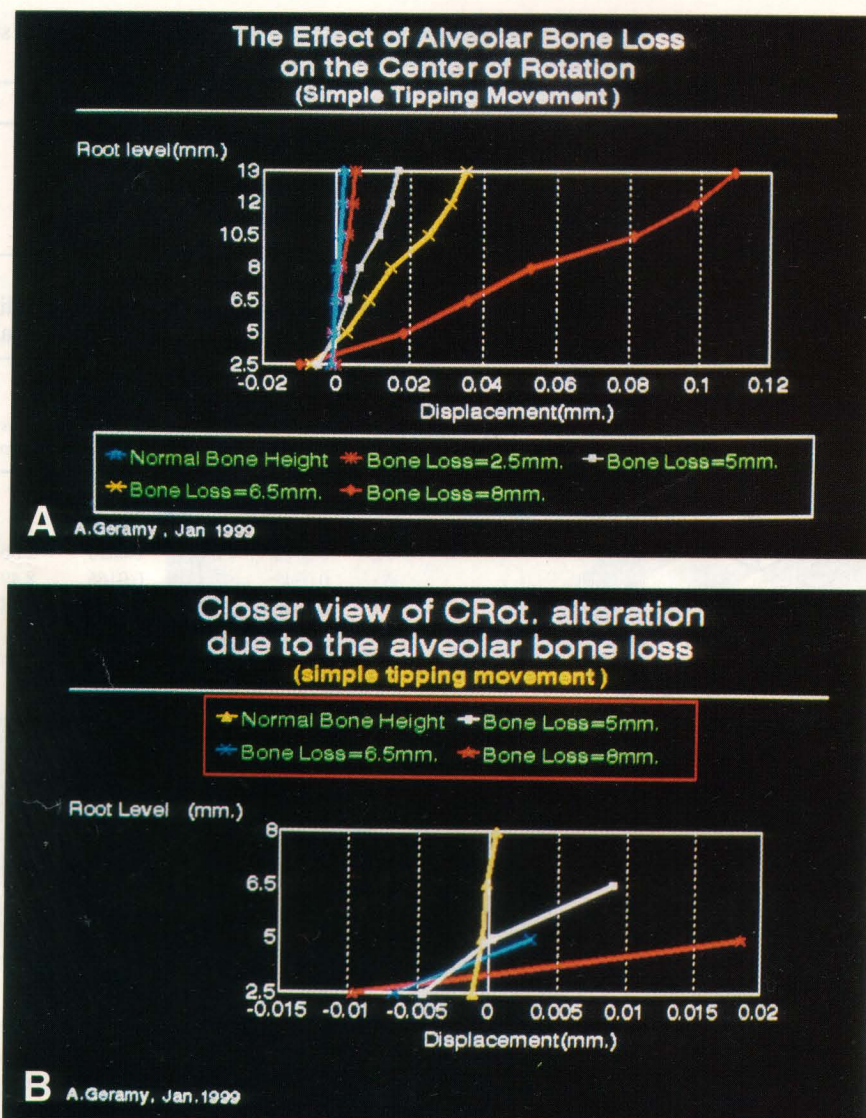 The Effect of Alveolar Bone Loss
on the Center of Rotation
(Simple Tipping Movement)
Root level(mm.)
13
12
10.5
8
6.5
5
2.5
-0.02 0 0.02 0.04 0.06 0.08 0.1 0.12
Displacement(mm.)
Normal Bone Height Bone Loss=2.5mm. Bone Loss=5mm.
Bone Loss=6.5mm. Bone Loss=8mm.
A A.Geramy, Jan 1999
Closer view of CRot. alteration
due to the alveolar bone loss
(simple tipping movement)
Normal Bone Height Bone Loss=5mm.
Bone Loss=6.5mm. Bone Loss=8mm.
Root Level (mm.)
8
6.5
5
2.5
-0.015 -0.01 -0.005 0 0.005 0.01 0.015 0.02
Displacement(mm.)
B A.Geramy, Jan.1999